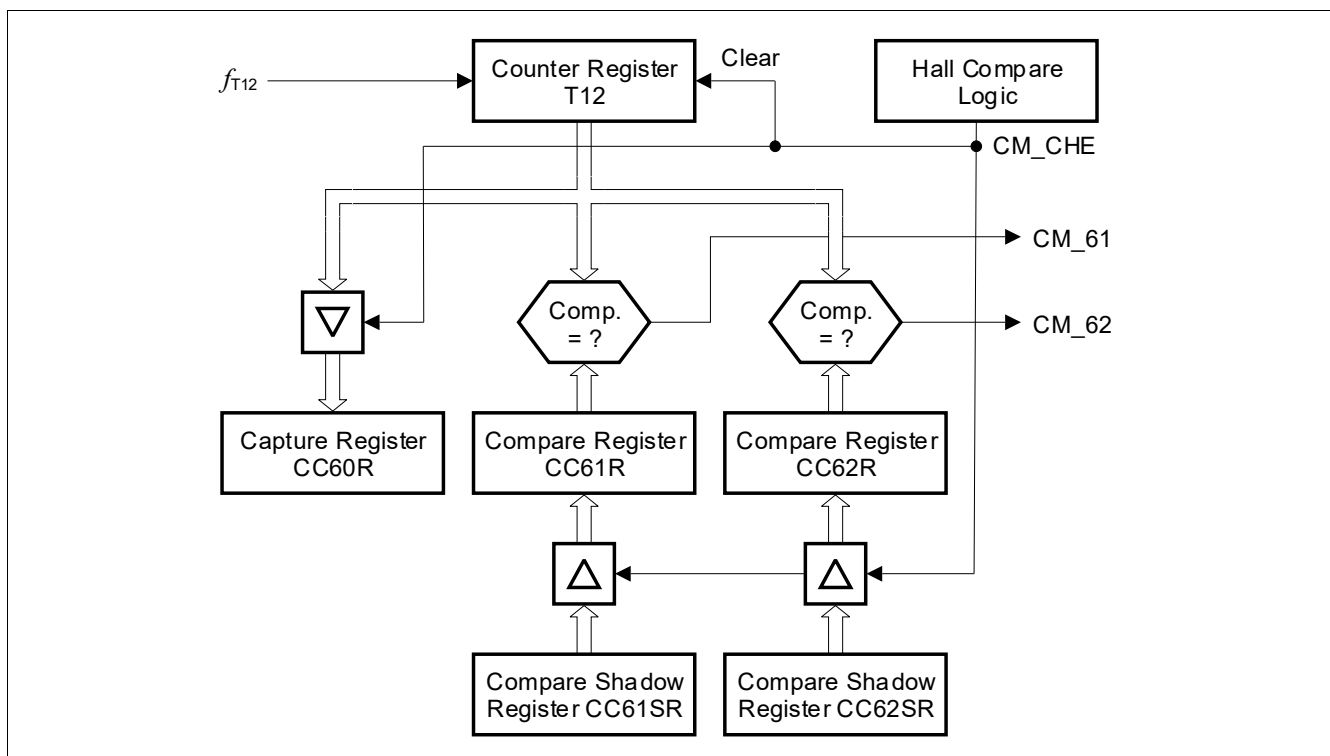 fT12
Counter Register
T12
Clear
Hall Compare
Logic
CM_CHE
CM_61
Comp.
= ?
Comp.
= ?
CM_62
Capture Register
CC60R
Compare Register
CC61R
Compare Register
CC62R
Compare Shadow
Register CC61SR
Compare Shadow
Register CC62SR